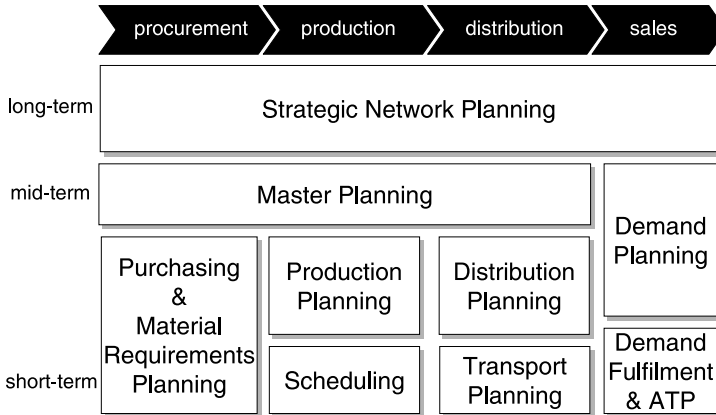 procurement
production
distribution
sales
long-term
Strategic Network Planning
mid-term
Master Planning
Demand
Planning
Purchasing
&
Material
Requirements
Planning
Production
Planning
Distribution
Planning
short-term
Scheduling
Transport
Planning
Demand
Fulfilment
& ATP